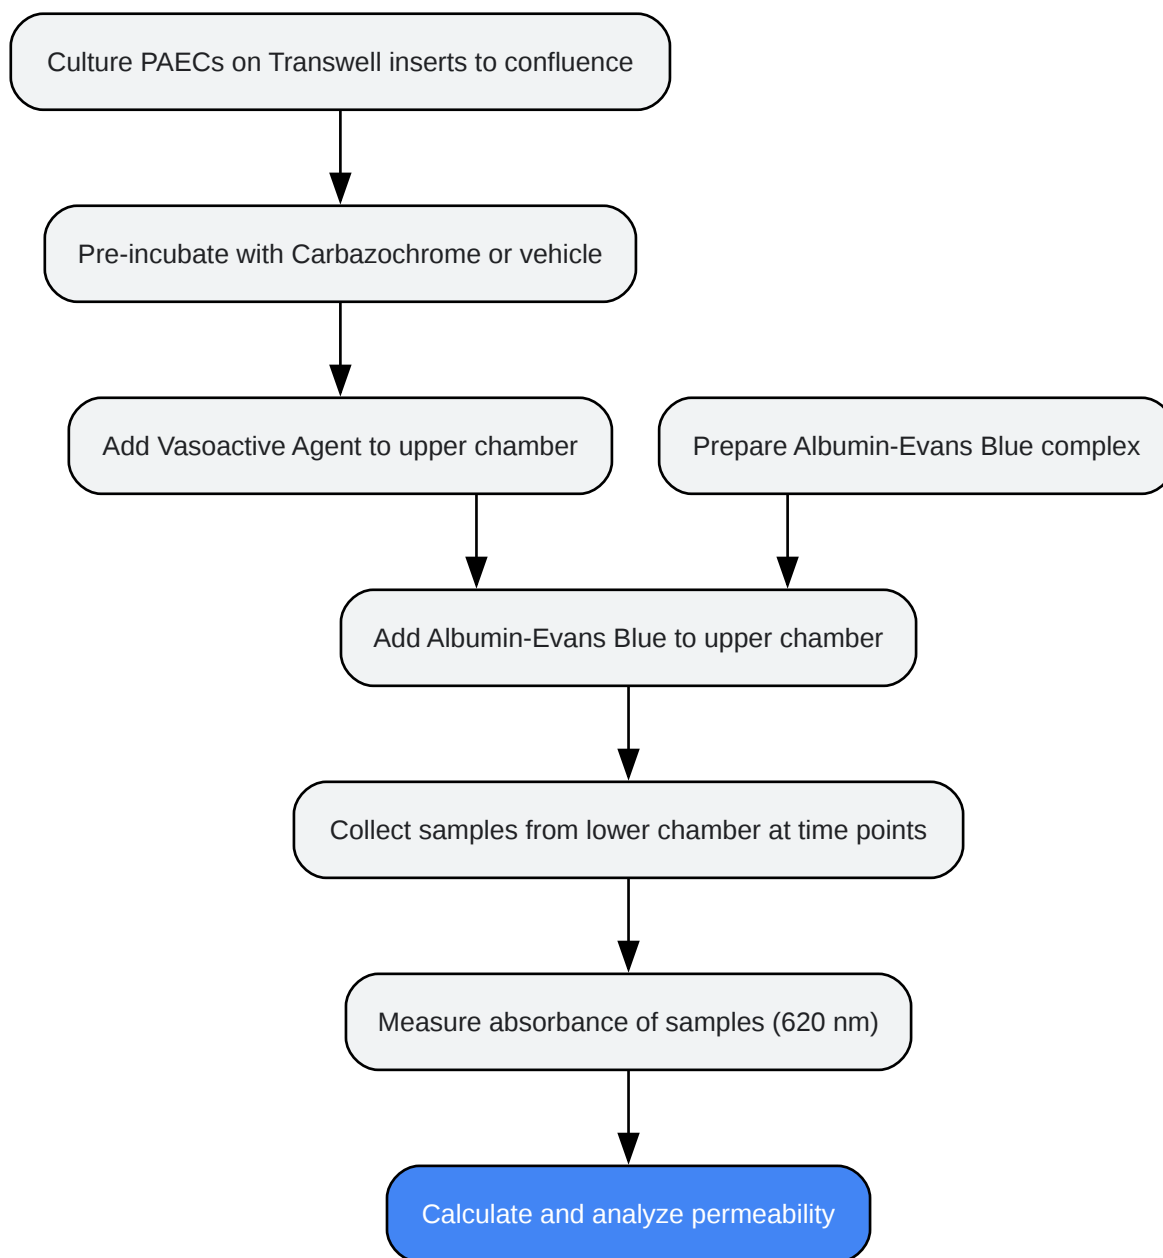 Culture PAECs on Transwell inserts to confluence
Pre-incubate with Carbazochrome or vehicle
Add Vasoactive Agent to upper chamber
Prepare Albumin-Evans Blue complex
Add Albumin-Evans Blue to upper chamber
Collect samples from lower chamber at time points
Measure absorbance of samples (620 nm)
Calculate and analyze permeability